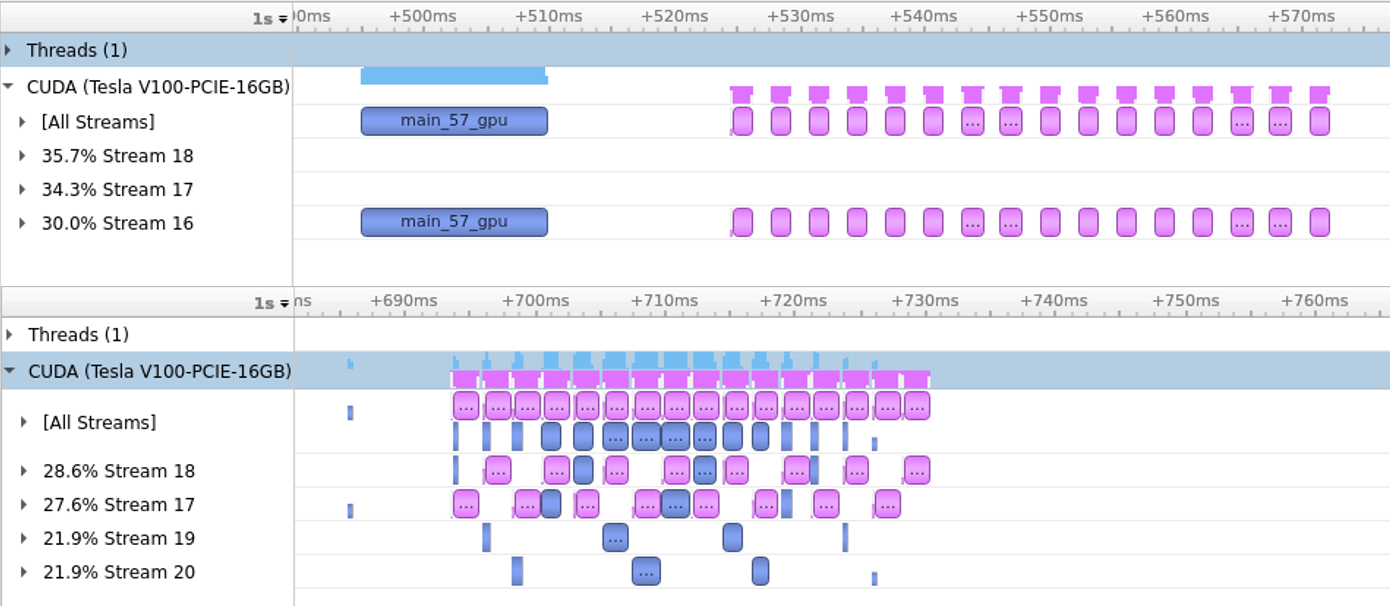 1s 00ms +500ms +510ms +520ms +530ms +540ms +550ms +560ms +570ms
Threads (1)
CUDA (Tesla V100-PCIE-16GB)
[All Streams] main_57_gpu ... ... ... ...
35.7% Stream 18
34.3% Stream 17
30.0% Stream 16 main_57_gpu ... ... ... ...
1s ms +690ms +700ms +710ms +720ms +730ms +740ms +750ms +760ms
Threads (1)
CUDA (Tesla V100-PCIE-16GB)
... ... ... ... ... ... ... ... ... ... ... ... ... ... ... ...
[All Streams] ... ... ... ...
28.6% Stream 18 ... ... ... ... ... ... ... ... ...
27.6% Stream 17 ... ... ... ... ... ... ... ... ...
21.9% Stream 19 ...
21.9% Stream 20 ...